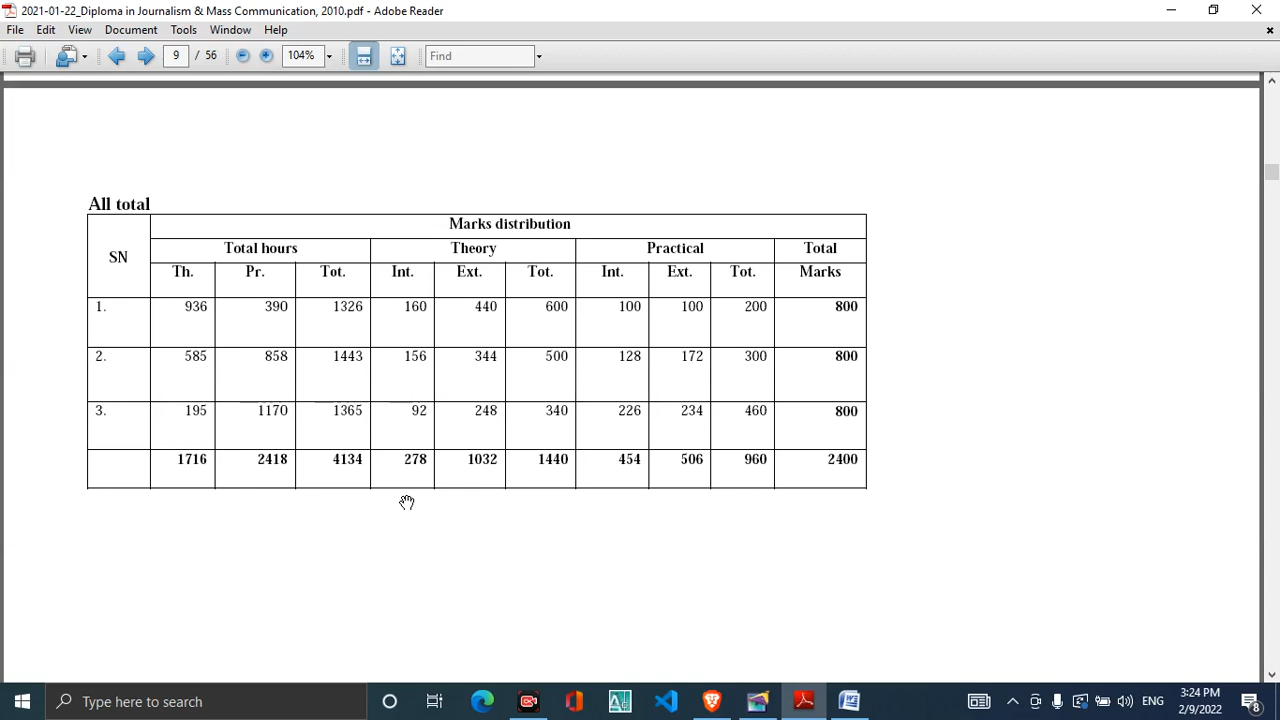 2021-01-22_Diploma in Journalism & Mass Communication, 2010.pdf - Adobe Reader
File Edit View Document Tools Window Help
9 / 56 104% Find
All total
SN Marks distribution
Total hours Theory Practical Total
Th. Pr. Tot. Int. Ext. Tot. Int. Ext. Tot. Marks
1. 936 390 1326 160 440 600 100 100 200 800
2. 585 858 1443 156 344 500 128 172 300 800
3. 195 1170 1365 92 248 340 226 234 460 800
1716 2418 4134 278 1032 1440 454 506 960 2400
Type here to search ENG 3:24 PM
2/9/2022 8